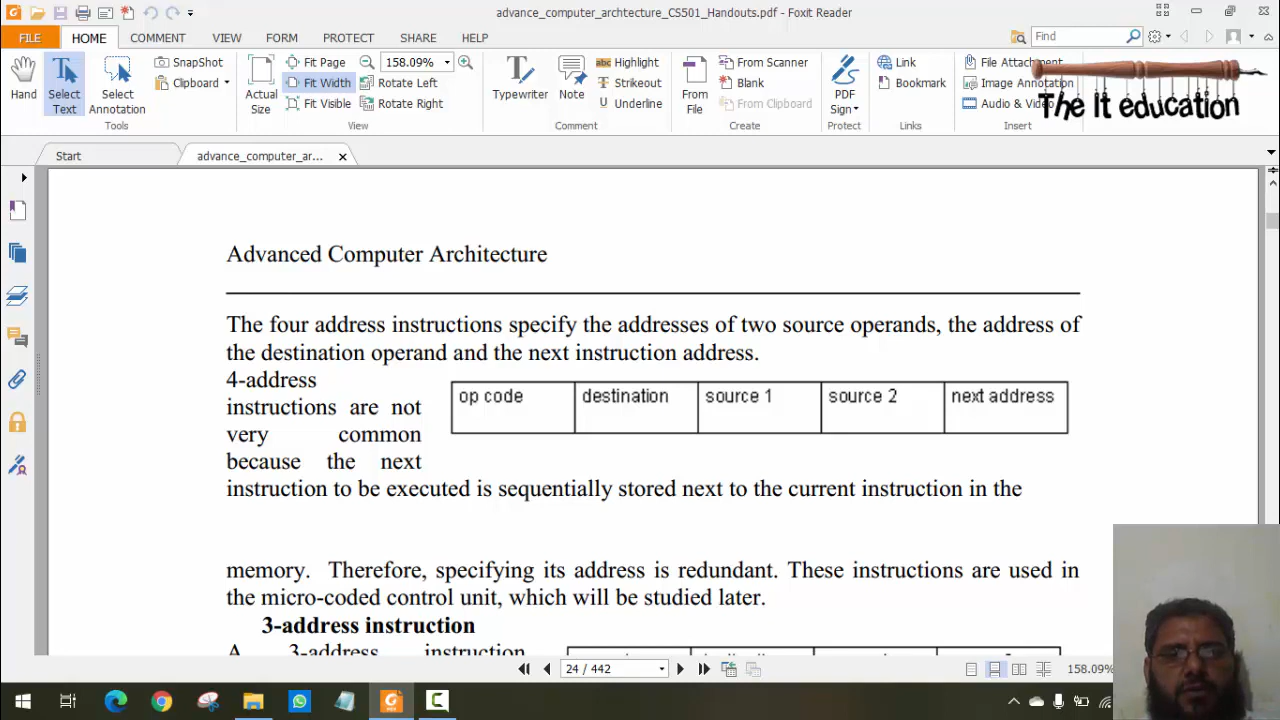 advance_computer_archtecture_CS501_Handouts.pdf - Foxit Reader
FILE HOME COMMENT VIEW FORM PROTECT SHARE HELP
Find
Hand
Select Text
Select Annotation
SnapShot
Clipboard
Tools
Actual Size
Fit Page
Fit Width
Fit Visible
158.09%
Rotate Left
Rotate Right
View
Typewriter
Note
Highlight
Strikeout
Underline
Comment
From File
From Scanner
Blank
From Clipboard
Create
PDF Sign
Protect
Link
Bookmark
Links
File Attachment
Image Annotation
Audio & Video
Insert
The It education
Start
advance_computer_ar...
Advanced Computer Architecture
The four address instructions specify the addresses of two source operands, the address of
the destination operand and the next instruction address.
4-address
instructions are not
very common
because the next
op code destination source 1 source 2 next address
instruction to be executed is sequentially stored next to the current instruction in the
memory. Therefore, specifying its address is redundant. These instructions are used in
the micro-coded control unit, which will be studied later.
3-address instruction
A 3-address instruction
24 / 442
158.09%